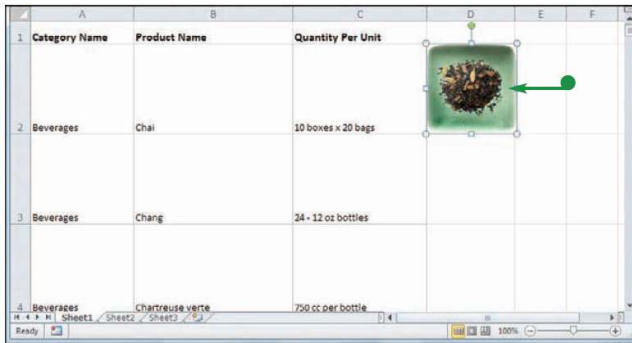 A B C D E F
1 Category Name Product Name Quantity Per Unit
2 Beverages Chai 10 boxes x 20 bags
3 Beverages Chang 24 - 12 oz bottles
4 Beverages Chartreuse verte 750 cc per bottle
Sheet1 Sheet2 Sheet3
Ready 100%